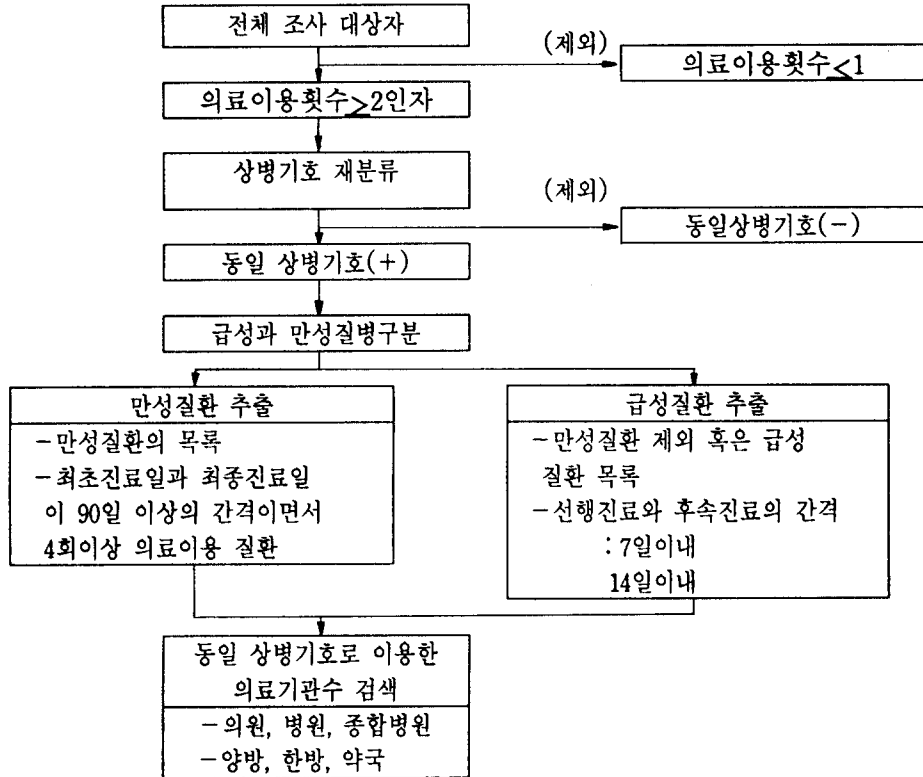 전체 조사 대상자
(제외)
의료이용횟수≤1
의료이용횟수≥2인자
상병기호 재분류
(제외)
동일상병기호(-)
동일 상병기호(+)
급성과 만성질병구분
만성질환 추출
-만성질환의 목록
-최초진료일과 최종진료일
이 90일 이상의 간격이면서
4회이상 의료이용 질환
급성질환 추출
-만성질환 제외 혹은 급성
질환 목록
-선행진료와 후속진료의 간격
:7일이내
14일이내
동일 상병기호로 이용한
의료기관수 검색
-의원, 병원, 종합병원
-양방, 한방, 약국